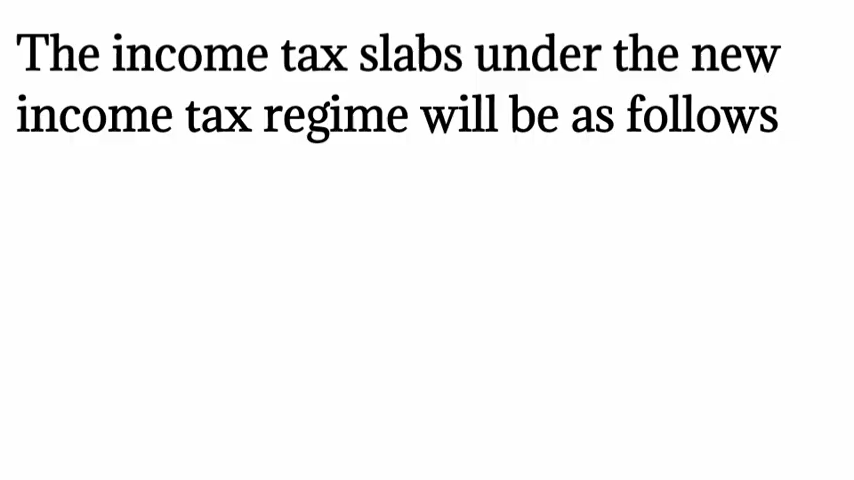 The income tax slabs under the new
income tax regime will be as follows